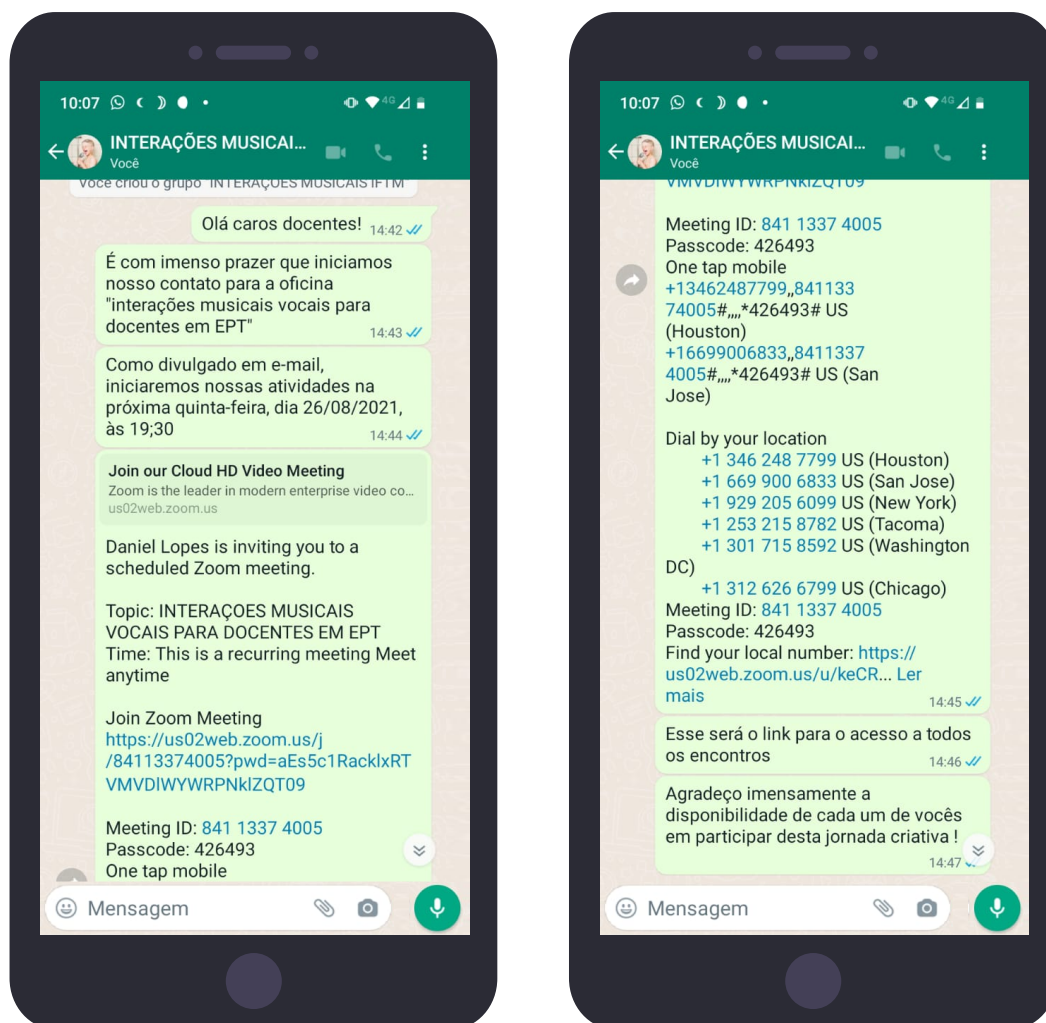 10:07
4G
INTERAÇÕES MUSICAI...
Você
Você criou o grupo "INTERAÇÕES MUSICAIS IFTM"
Olá caros docentes! 14:42
É com imenso prazer que iniciamos
nosso contato para a oficina
"interações musicais vocais para
docentes em EPT" 14:43
Como divulgado em e-mail,
iniciaremos nossas atividades na
próxima quinta-feira, dia 26/08/2021,
às 19;30 14:44
Join our Cloud HD Video Meeting
Zoom is the leader in modern enterprise video co...
us02web.zoom.us
Daniel Lopes is inviting you to a
scheduled Zoom meeting.
Topic: INTERAÇOES MUSICAIS
VOCAIS PARA DOCENTES EM EPT
Time: This is a recurring meeting Meet
anytime
Join Zoom Meeting
https://us02web.zoom.us/j
/84113374005?pwd=aEs5c1RacklxRT
VMVDlWYWRPNklZQT09
Meeting ID: 841 1337 4005
Passcode: 426493
One tap mobile
Mensagem
10:07
4G
INTERAÇÕES MUSICAI...
Você
VMVDlWYWRPNklZQT09
Meeting ID: 841 1337 4005
Passcode: 426493
One tap mobile
+13462487799,,841133
74005#,,,,*426493# US
(Houston)
+16699006833,,8411337
4005#,,,,*426493# US (San
Jose)
Dial by your location
+1 346 248 7799 US (Houston)
+1 669 900 6833 US (San Jose)
+1 929 205 6099 US (New York)
+1 253 215 8782 US (Tacoma)
+1 301 715 8592 US (Washington
DC)
+1 312 626 6799 US (Chicago)
Meeting ID: 841 1337 4005
Passcode: 426493
Find your local number: https://
us02web.zoom.us/u/keCR... Ler
mais 14:45
Esse será o link para o acesso a todos
os encontros 14:46
Agradeço imensamente a
disponibilidade de cada um de vocês
em participar desta jornada criativa !
14:47
Mensagem